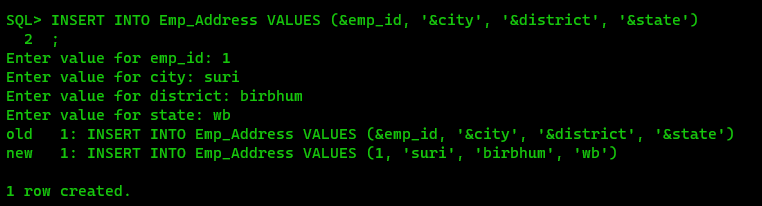 SQL> INSERT INTO Emp_Address VALUES (&emp_id, '&city', '&district', '&state')
  2  ;
Enter value for emp_id: 1
Enter value for city: suri
Enter value for district: birbhum
Enter value for state: wb
old   1: INSERT INTO Emp_Address VALUES (&emp_id, '&city', '&district', '&state')
new   1: INSERT INTO Emp_Address VALUES (1, 'suri', 'birbhum', 'wb')

1 row created.